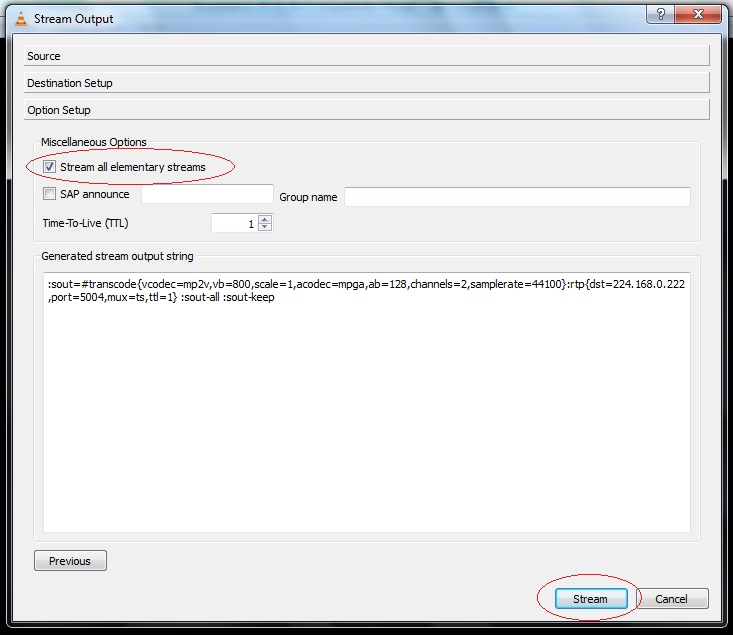 Stream Output
?
Source
Destination Setup
Option Setup
Miscellaneous Options
Stream all elementary streams
SAP announce
Group name
Time-To-Live (TTL)
1
Generated stream output string
:sout=#transcode{vcodec=mp2v,vb=800,scale=1,acodec=mpga,ab=128,channels=2,samplerate=44100}:rtp{dst=224.168.0.222
,port=5004,mux=ts,ttl=1} :sout-all :sout-keep
Previous
Stream
Cancel